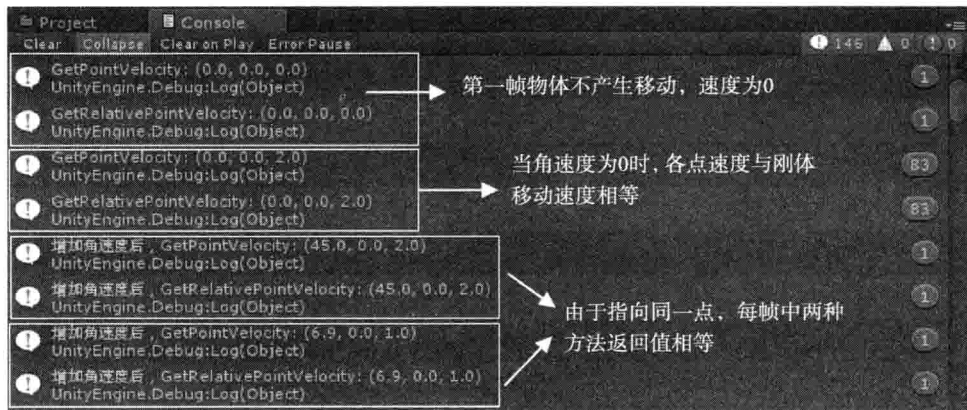 Project
Console
Clear Collapse Clear on Play Error Pause 146 0 0
GetPointVelocity: (0.0, 0.0, 0.0)
UnityEngine.Debug:Log(Object)
1
GetRelativePointVelocity: (0.0, 0.0, 0.0)
UnityEngine.Debug:Log(Object)
1
第一帧物体不产生移动，速度为0
GetPointVelocity: (0.0, 0.0, 2.0)
UnityEngine.Debug:Log(Object)
83
GetRelativePointVelocity: (0.0, 0.0, 2.0)
UnityEngine.Debug:Log(Object)
83
当角速度为0时，各点速度与刚体
移动速度相等
增加角速度后，GetPointVelocity: (45.0, 0.0, 2.0)
UnityEngine.Debug:Log(Object)
1
增加角速度后，GetRelativePointVelocity: (45.0, 0.0, 2.0)
UnityEngine.Debug:Log(Object)
1
增加角速度后，GetPointVelocity: (6.9, 0.0, 1.0)
UnityEngine.Debug:Log(Object)
1
增加角速度后，GetRelativePointVelocity: (6.9, 0.0, 1.0)
UnityEngine.Debug:Log(Object)
1
由于指向同一点，每帧中两种
方法返回值相等